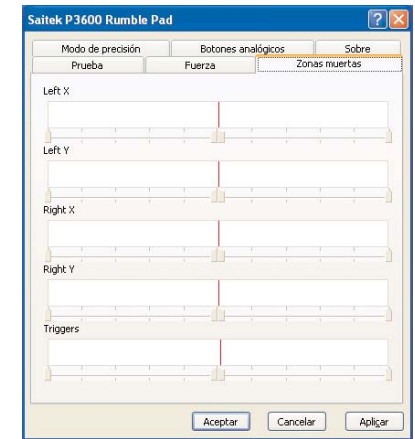 Saitek P3600 Rumble Pad
Modo de precisión Botones analógicos Sobre
Prueba Fuerza Zonas muertas
Left X
Left Y
Right X
Right Y
Triggers
Aceptar Cancelar Aplicar